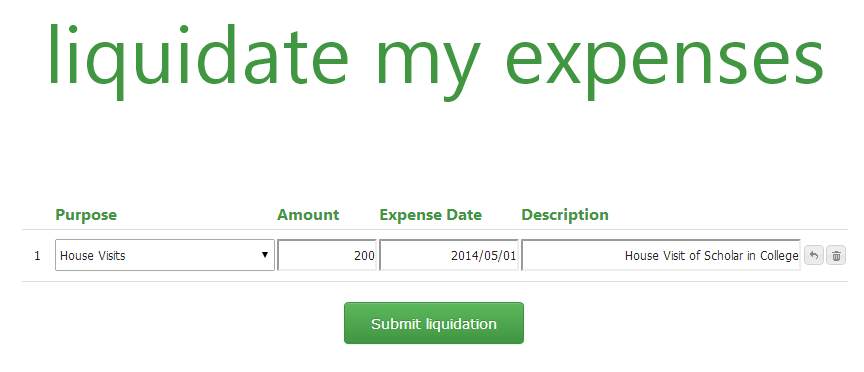 liquidate my expenses
Purpose Amount Expense Date Description
1 House Visits 200 2014/05/01 House Visit of Scholar in College
Submit liquidation